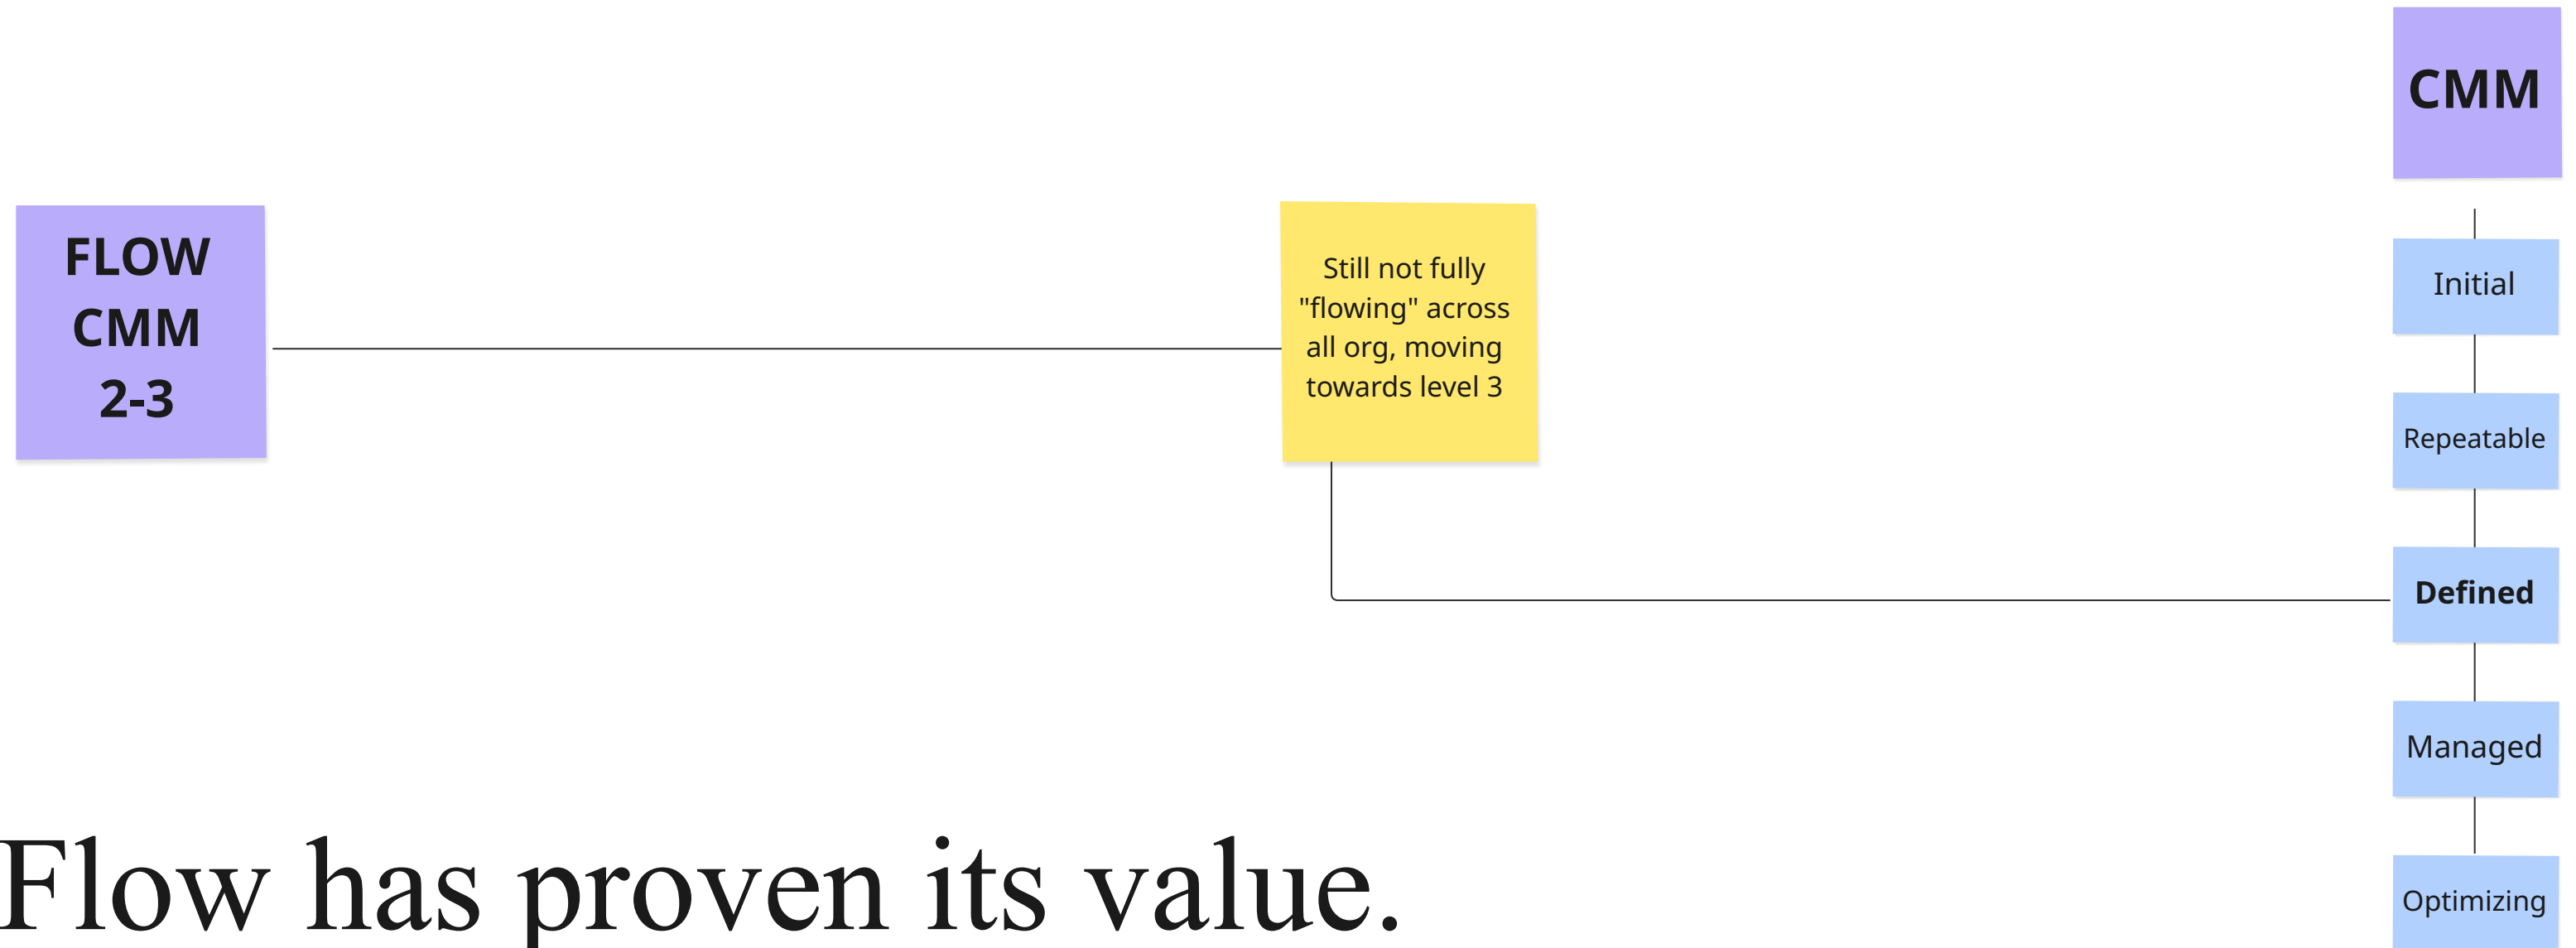 CMM
FLOW
CMM
2-3
Still not fully
"flowing" across
all org, moving
towards level 3
Initial
Repeatable
Defined
Managed
Optimizing
Flow has proven its value.